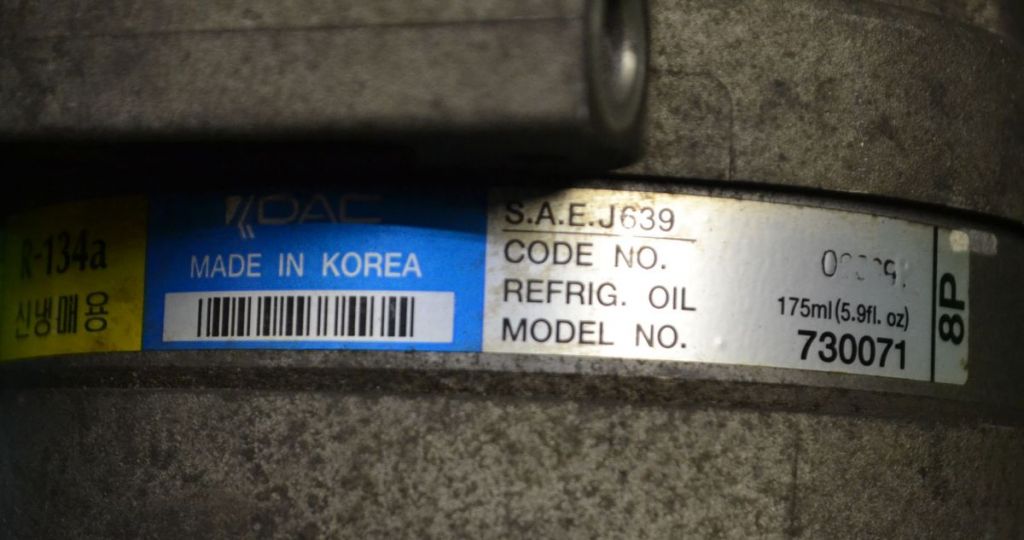 R-134a
신냉매용
DAC
MADE IN KOREA
S.A.E.J639
CODE NO.
REFRIG. OIL 175ml(5.9fl. oz)
MODEL NO. 730071
8P